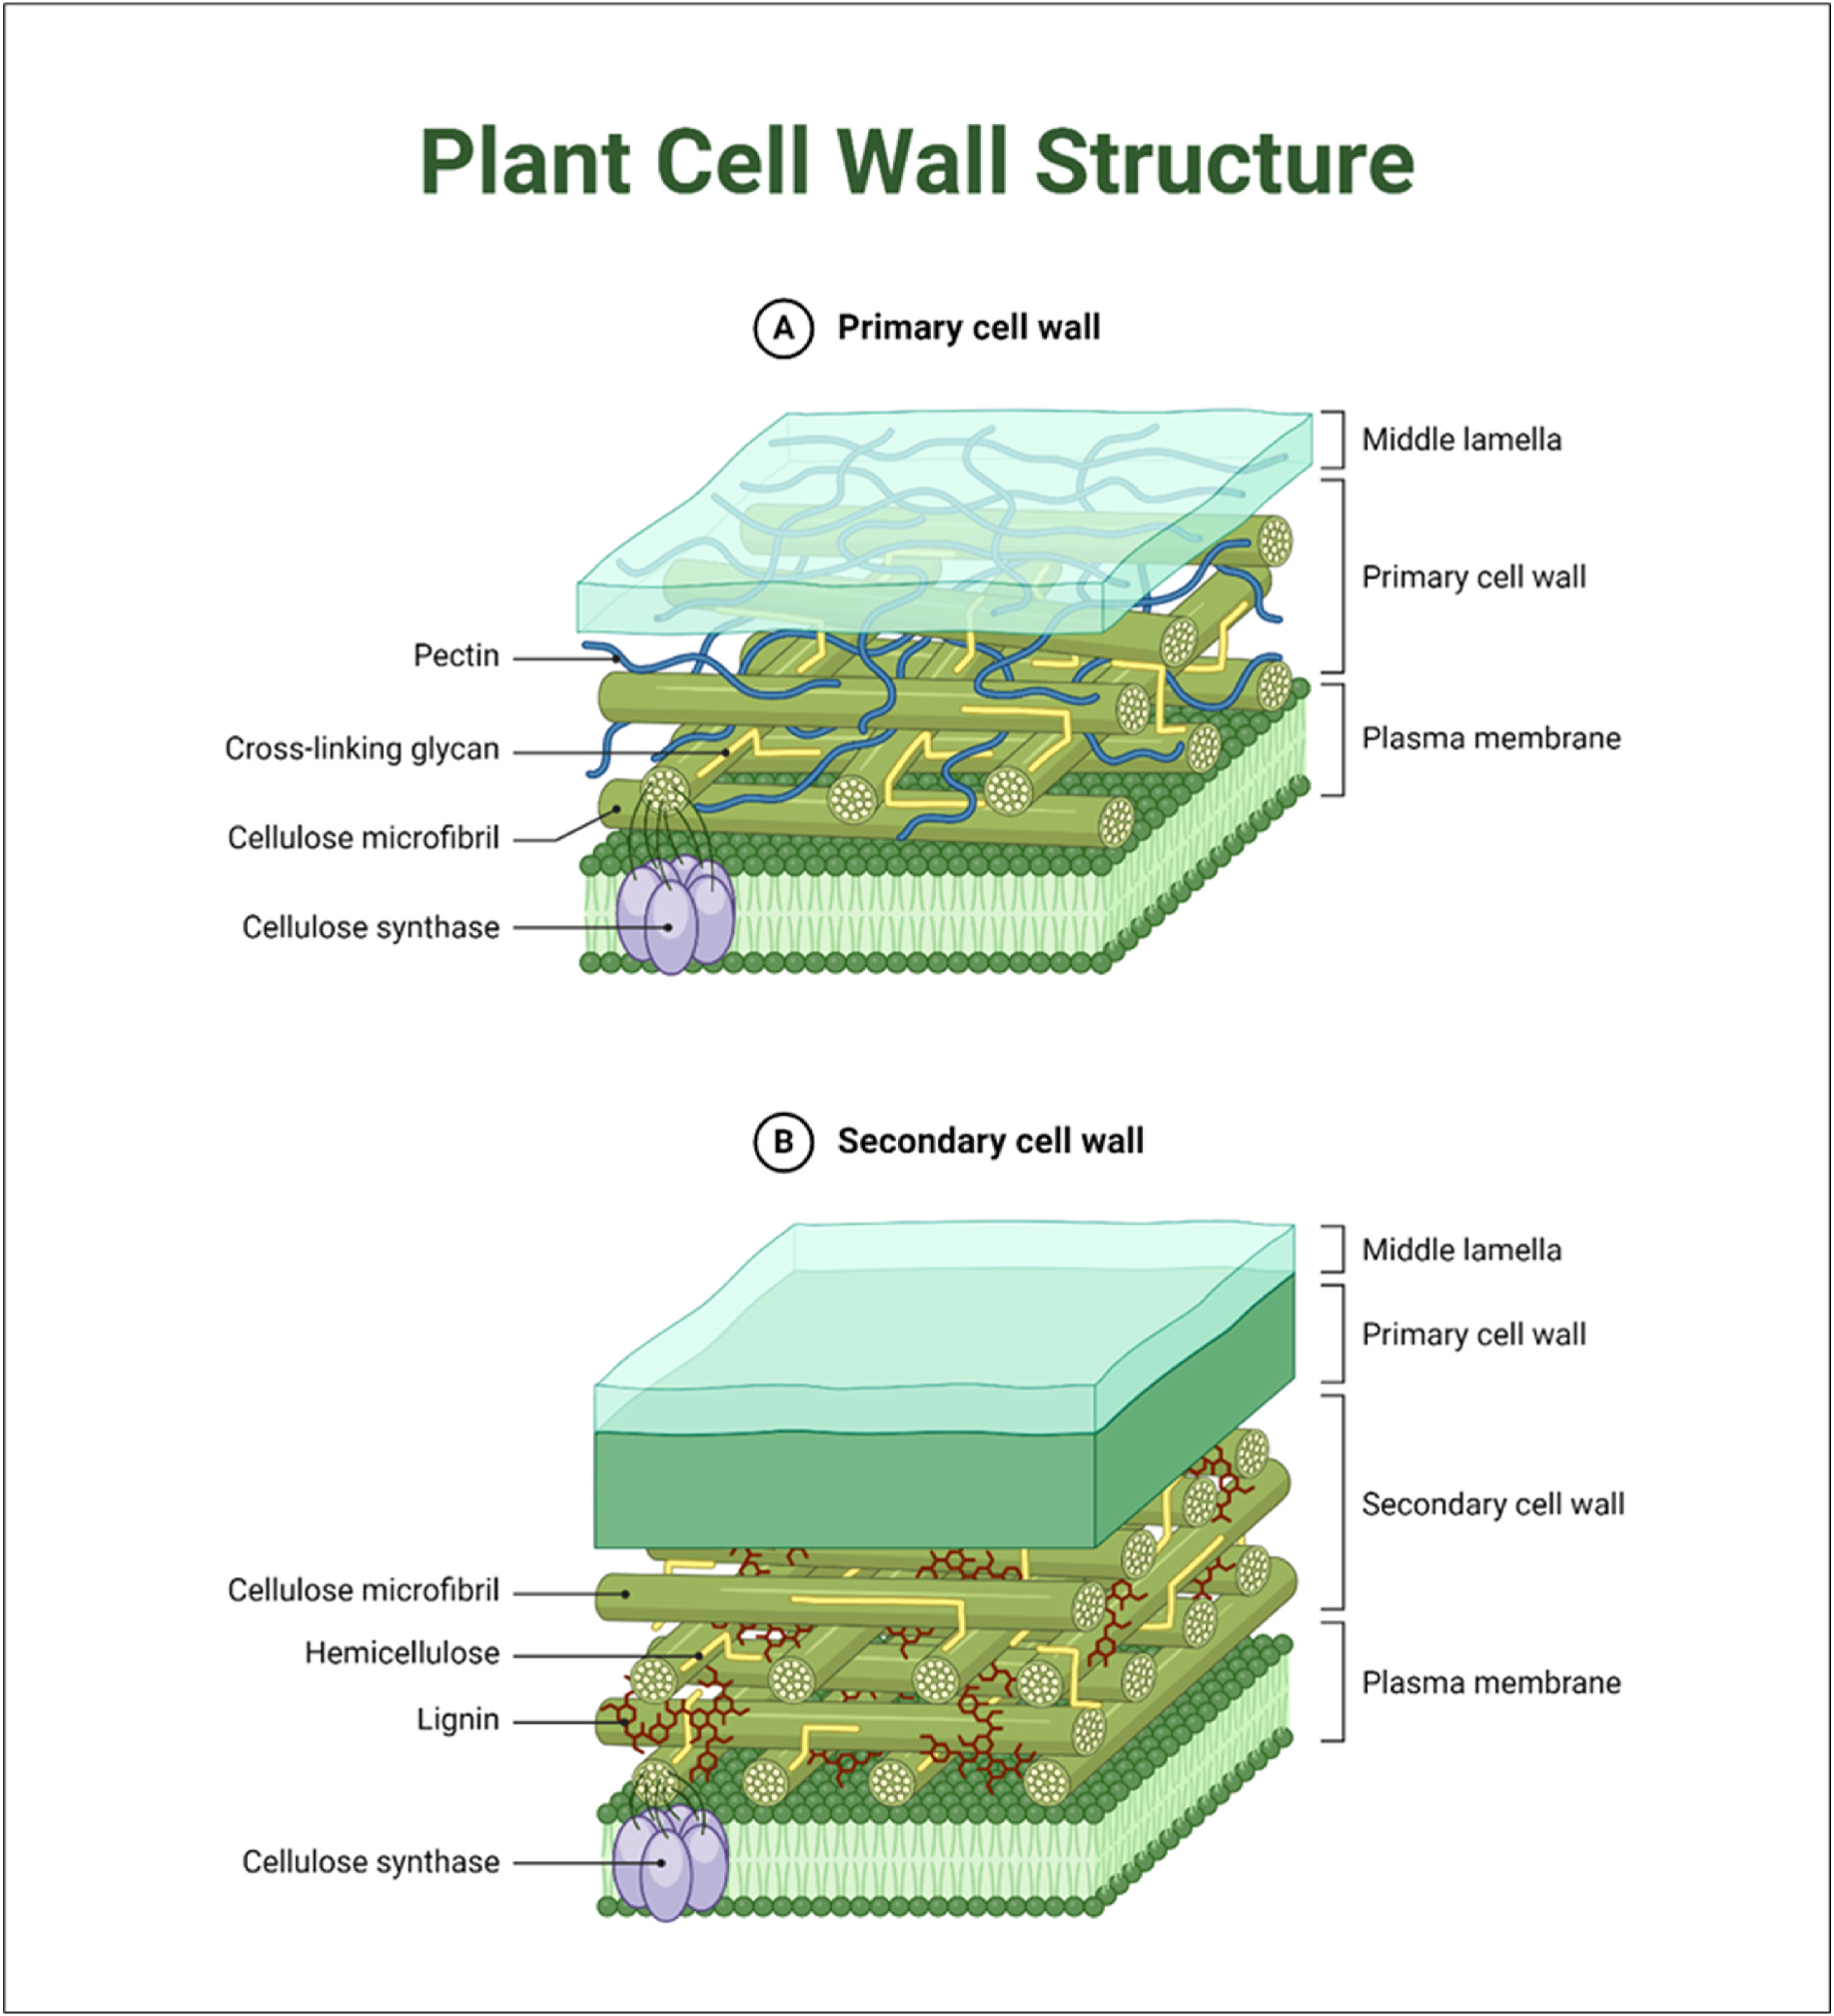 Plant Cell Wall Structure
A Primary cell wall
Middle lamella
Primary cell wall
Pectin
Plasma membrane
Cross-linking glycan
Cellulose microfibril
Cellulose synthase
B Secondary cell wall
Middle lamella
Primary cell wall
Secondary cell wall
Cellulose microfibril
Hemicellulose
Plasma membrane
Lignin
Cellulose synthase